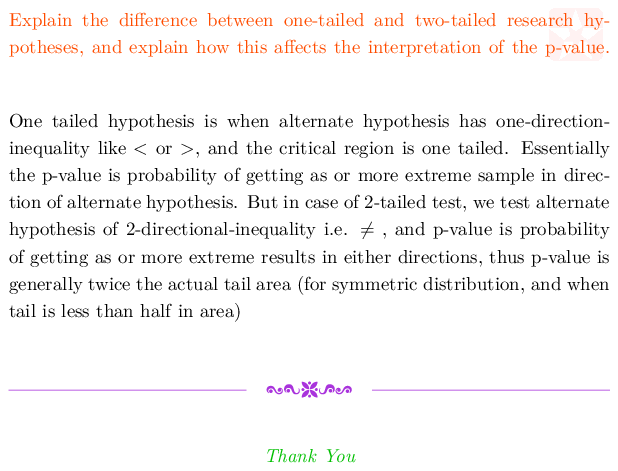 Explain the difference between one-tailed and two-tailed research hy-
potheses, and explain how this affects the interpretation of the p-value.
One tailed hypothesis is when alternate hypothesis has one-direction-
inequality like < or >, and the critical region is one tailed. Essentially
the p-value is probability of getting as or more extreme sample in direc-
tion of alternate hypothesis. But in case of 2-tailed test, we test alternate
hypothesis of 2-directional-inequality i.e. ≠ , and p-value is probability
of getting as or more extreme results in either directions, thus p-value is
generally twice the actual tail area (for symmetric distribution, and when
tail is less than half in area)
Thank You